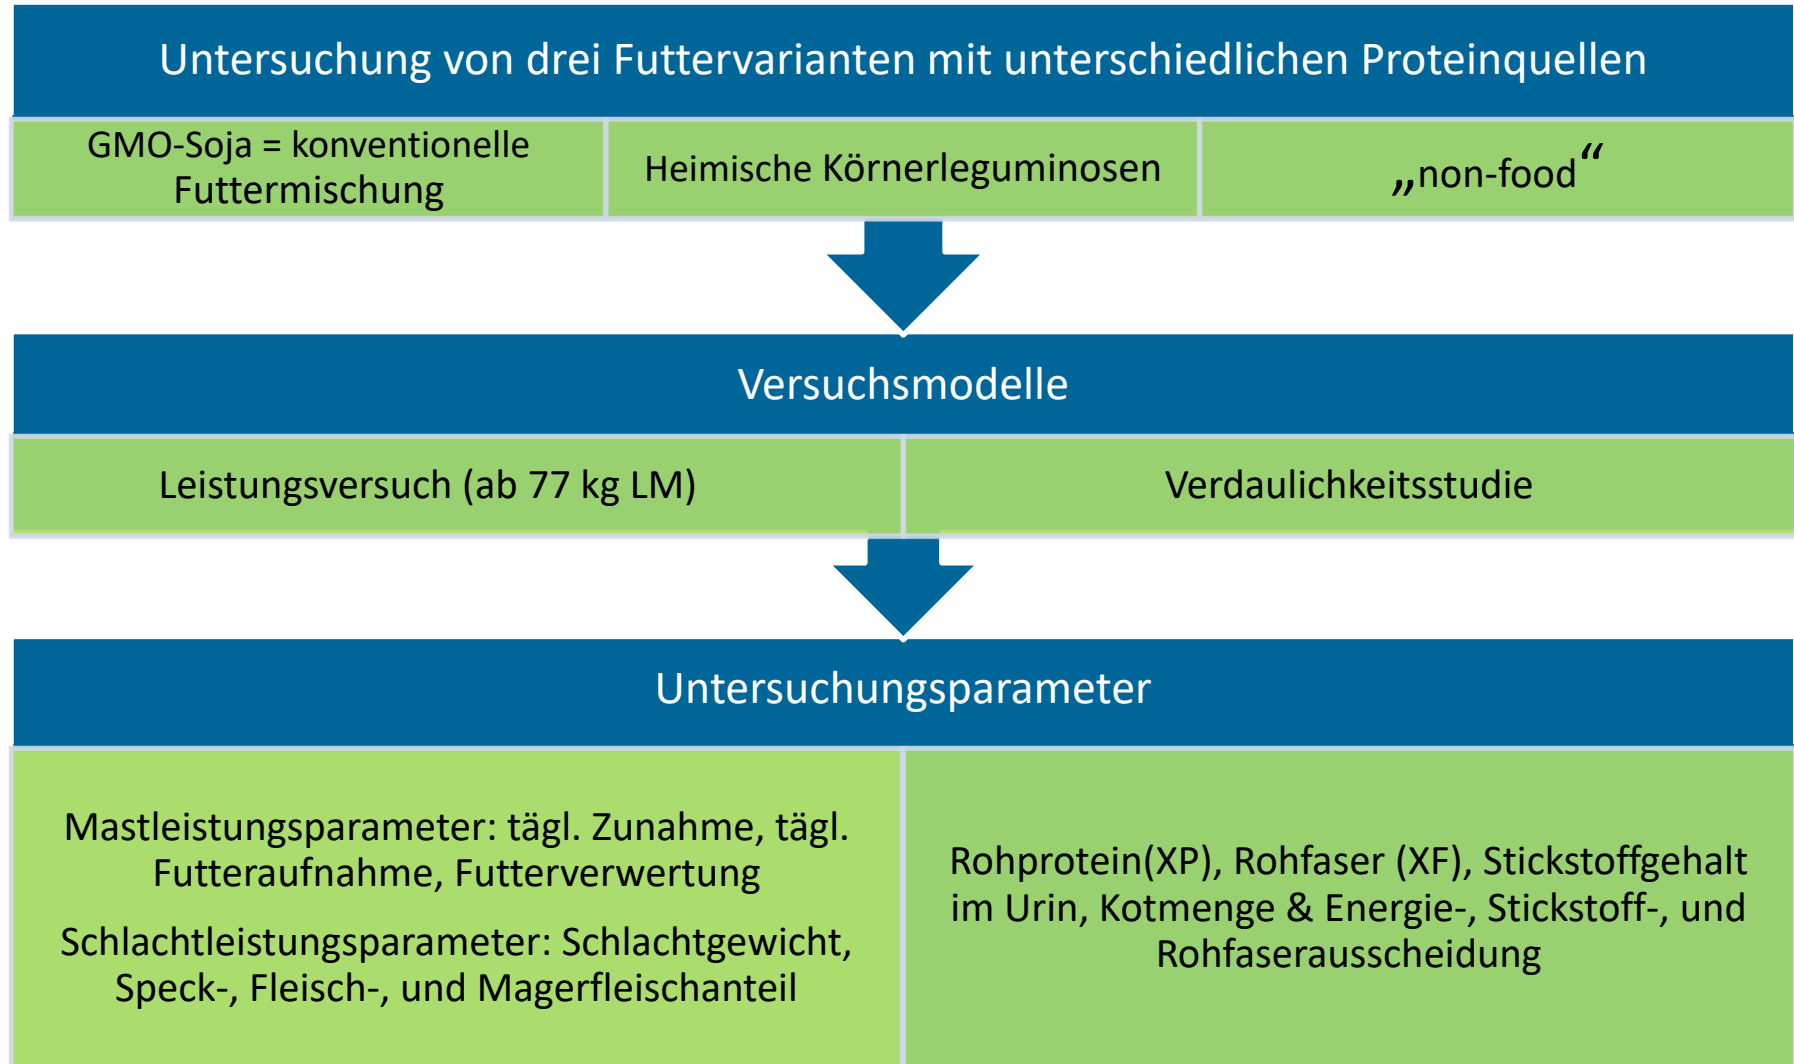 Untersuchung von drei Futtervarianten mit unterschiedlichen Proteinquellen
GMO-Soja = konventionelle
Futtermischung
Heimische Körnerleguminosen
„non-food“
Versuchsmodelle
Leistungsversuch (ab 77 kg LM)
Verdaulichkeitsstudie
Untersuchungsparameter
Mastleistungsparameter: tägl. Zunahme, tägl.
Futteraufnahme, Futterverwertung
Schlachtleistungsparameter: Schlachtgewicht,
Speck-, Fleisch-, und Magerfleischanteil
Rohprotein(XP), Rohfaser (XF), Stickstoffgehalt
im Urin, Kotmenge & Energie-, Stickstoff-, und
Rohfaserausscheidung